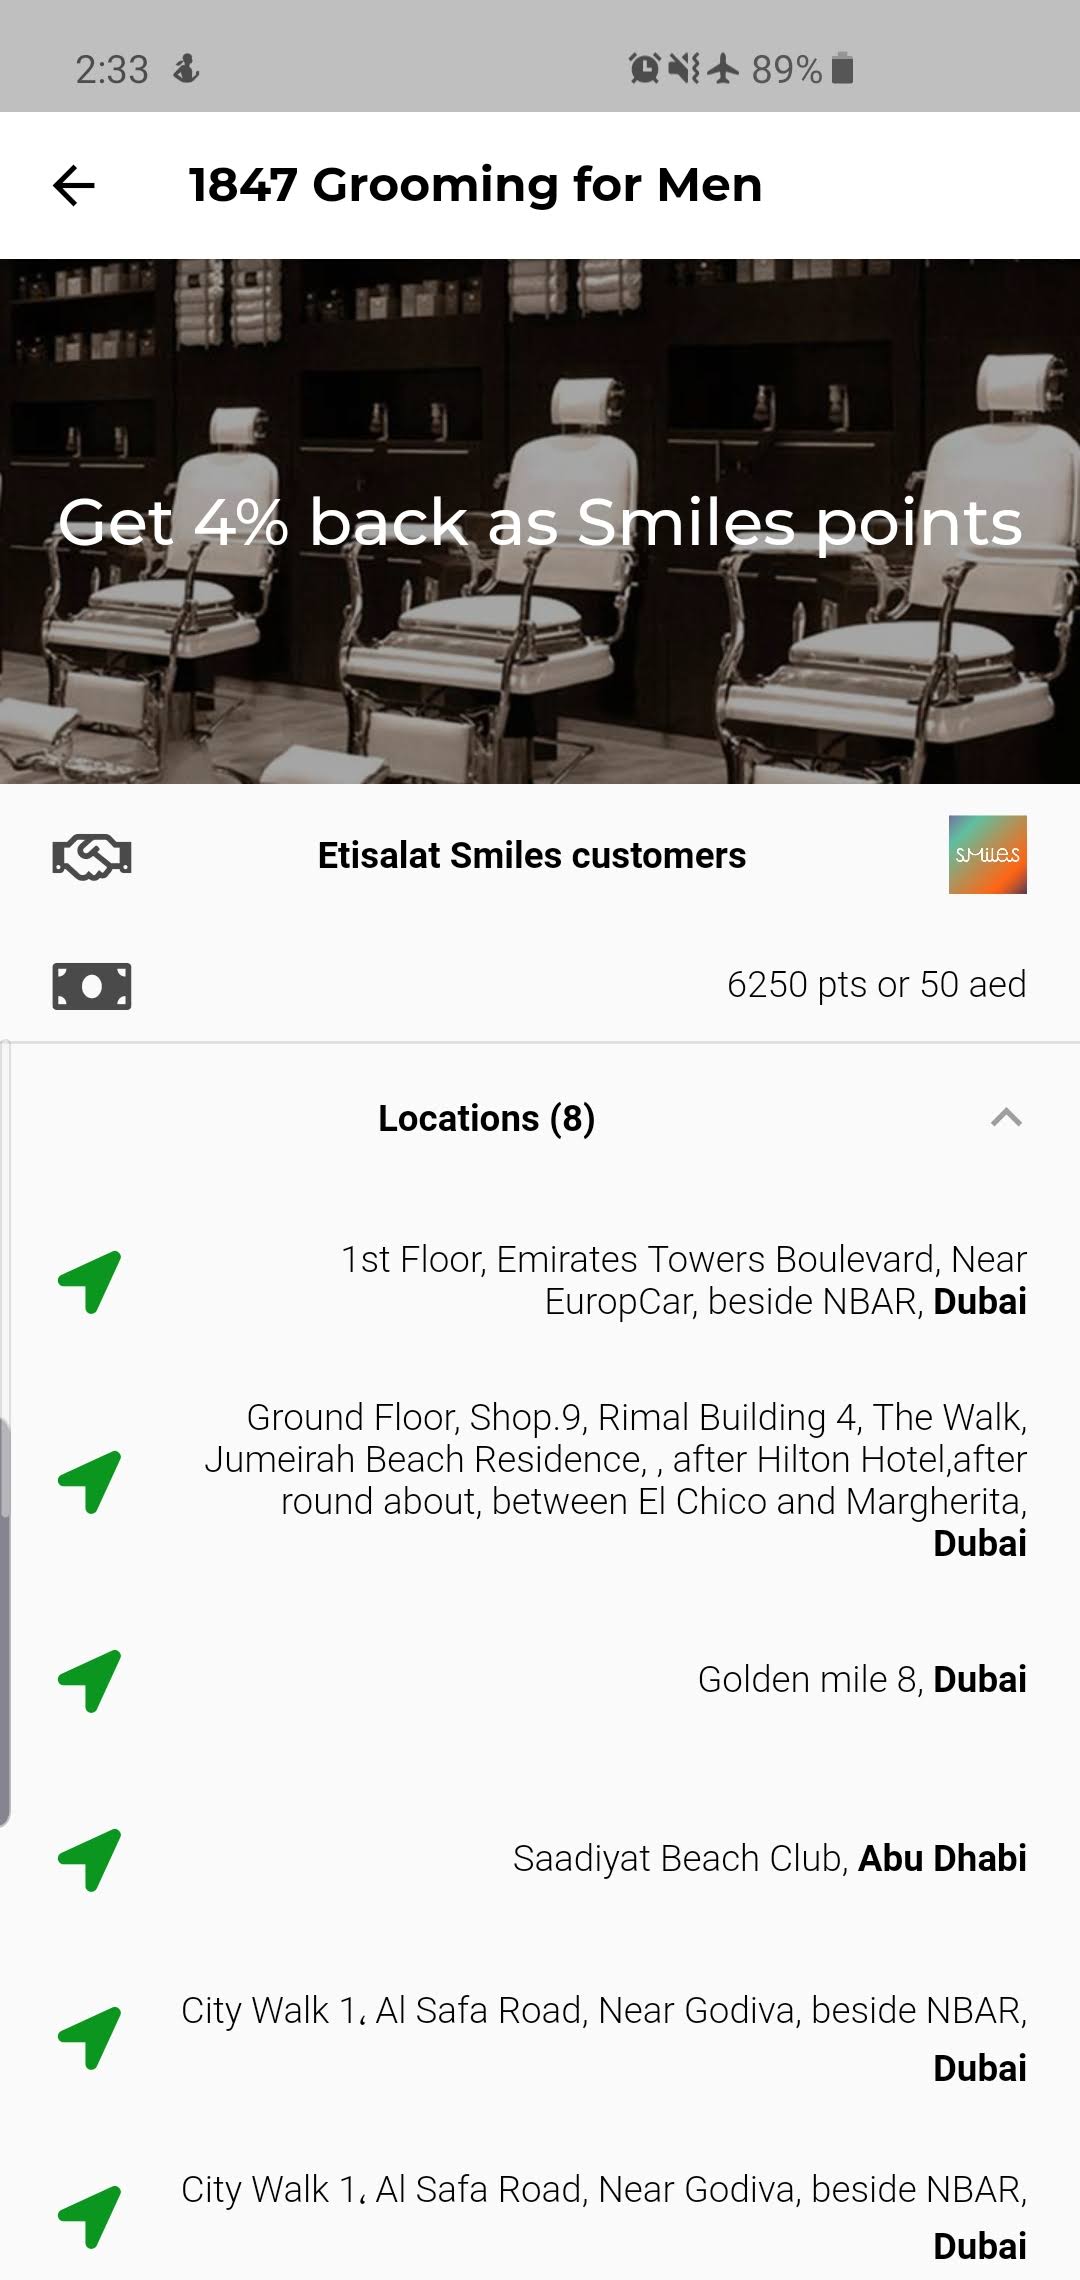 2:33
89%
1847 Grooming for Men
Get 4% back as Smiles points
Etisalat Smiles customers
SMiLES
6250 pts or 50 aed
Locations (8)
1st Floor, Emirates Towers Boulevard, Near
EuropCar, beside NBAR, Dubai
Ground Floor, Shop.9, Rimal Building 4, The Walk,
Jumeirah Beach Residence, , after Hilton Hotel,after
round about, between El Chico and Margherita,
Dubai
Golden mile 8, Dubai
Saadiyat Beach Club, Abu Dhabi
City Walk 1، Al Safa Road, Near Godiva, beside NBAR,
Dubai
City Walk 1، Al Safa Road, Near Godiva, beside NBAR,
Dubai